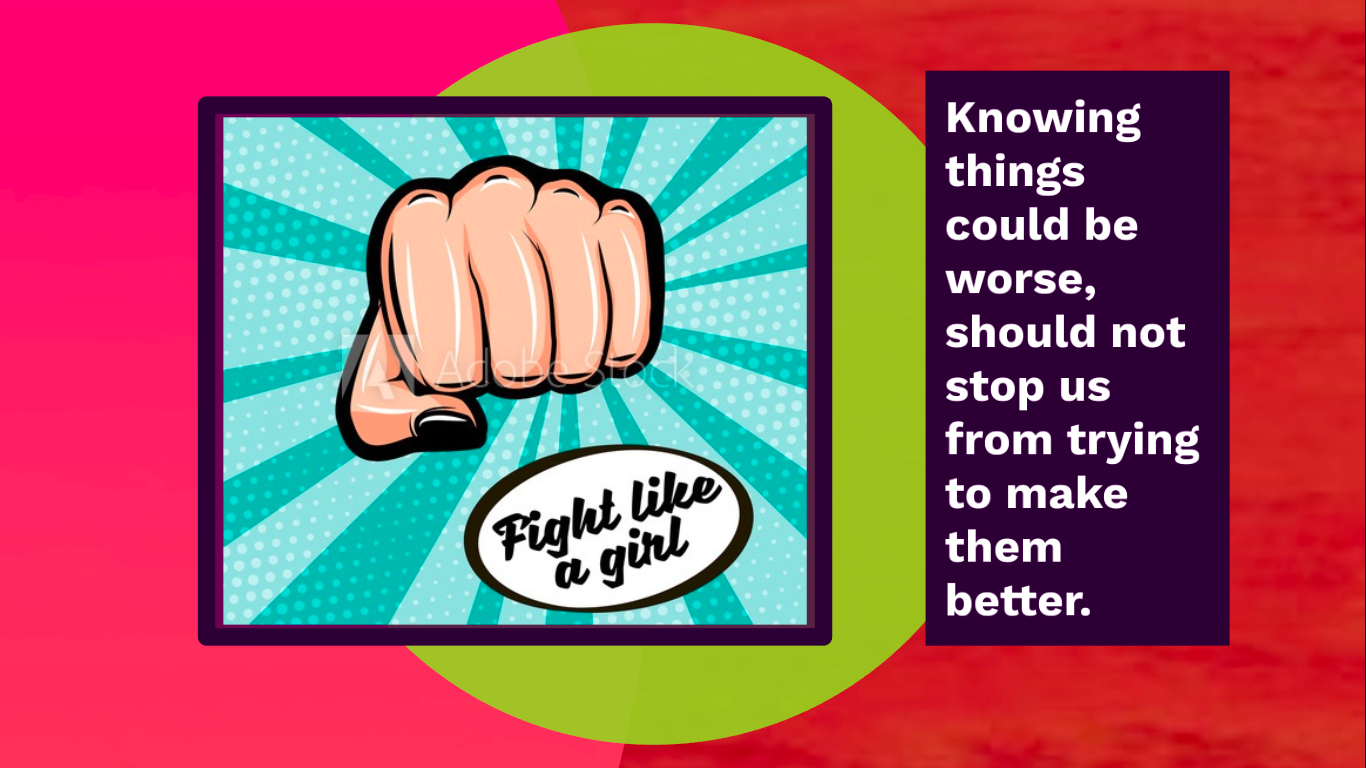 Adobe Stock
Fight like
a girl
Knowing
things
could be
worse,
should not
stop us
from trying
to make
them
better.